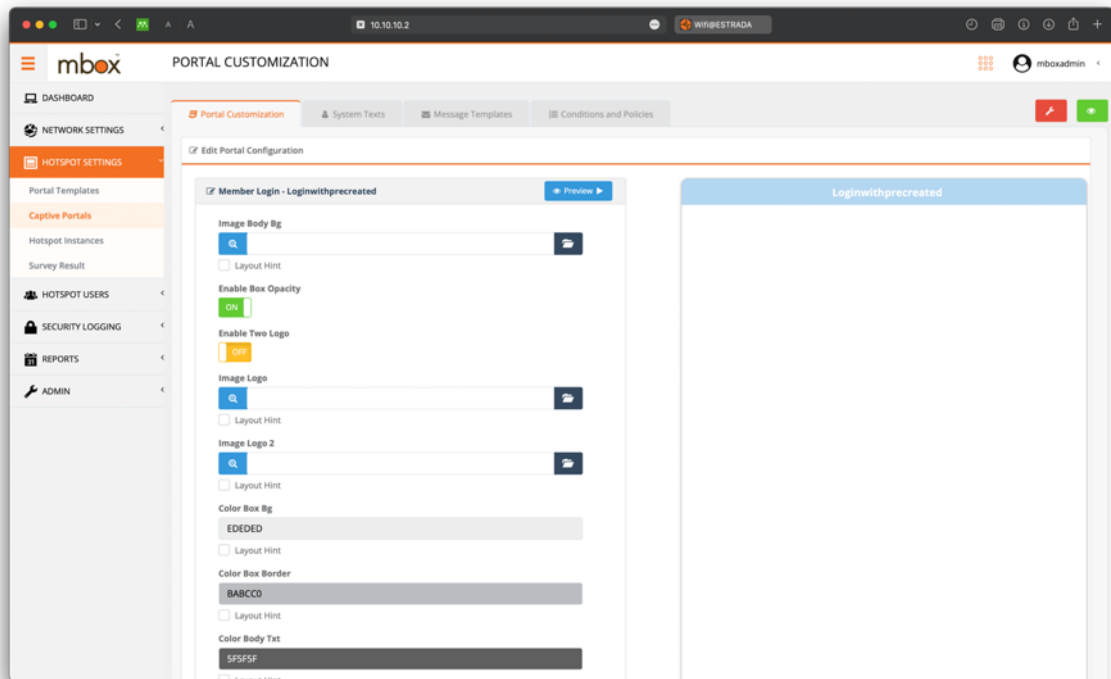 A A 10.10.10.2 Wifi@ESTRADA
mbox PORTAL CUSTOMIZATION mboxadmin
DASHBOARD
NETWORK SETTINGS
HOTSPOT SETTINGS
Portal Templates
Captive Portals
Hotspot Instances
Survey Result
HOTSPOT USERS
SECURITY LOGGING
31
REPORTS
ADMIN
Portal Customization System Texts Message Templates Conditions and Policies
Edit Portal Configuration
Member Login - Loginwithprecreated Preview
Image Body Bg
Layout Hint
Enable Box Opacity
ON
Enable Two Logo
OFF
Image Logo
Layout Hint
Image Logo 2
Layout Hint
Color Box Bg
EDEDED
Layout Hint
Color Box Border
BABCC0
Layout Hint
Color Body Txt
5F5F5F
Layout Hint
Loginwithprecreated